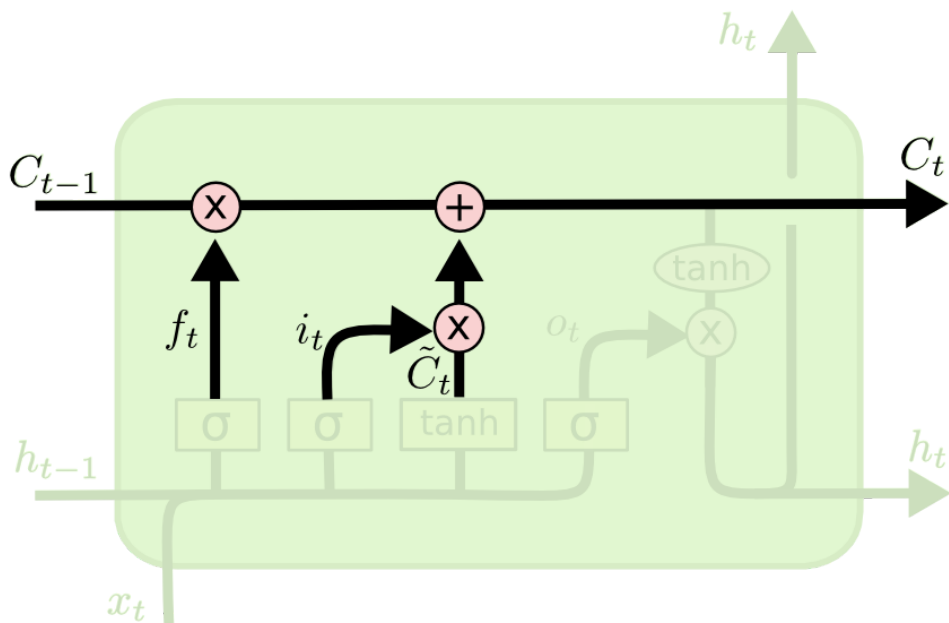 h_t
C_{t-1} C_t
x +
tanh
f_t i_t x o_t x
C̃_t
σ σ tanh σ
h_{t-1} h_t
x_t